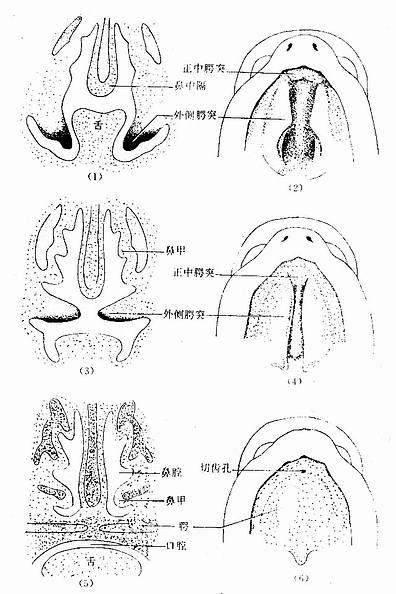 正中腭突
鼻中隔
舌
外侧腭突
(1)
(2)
鼻甲
正中腭突
外侧腭突
(3)
(4)
鼻腔
切齿孔
鼻甲
腭
口腔
舌
(5)
(6)